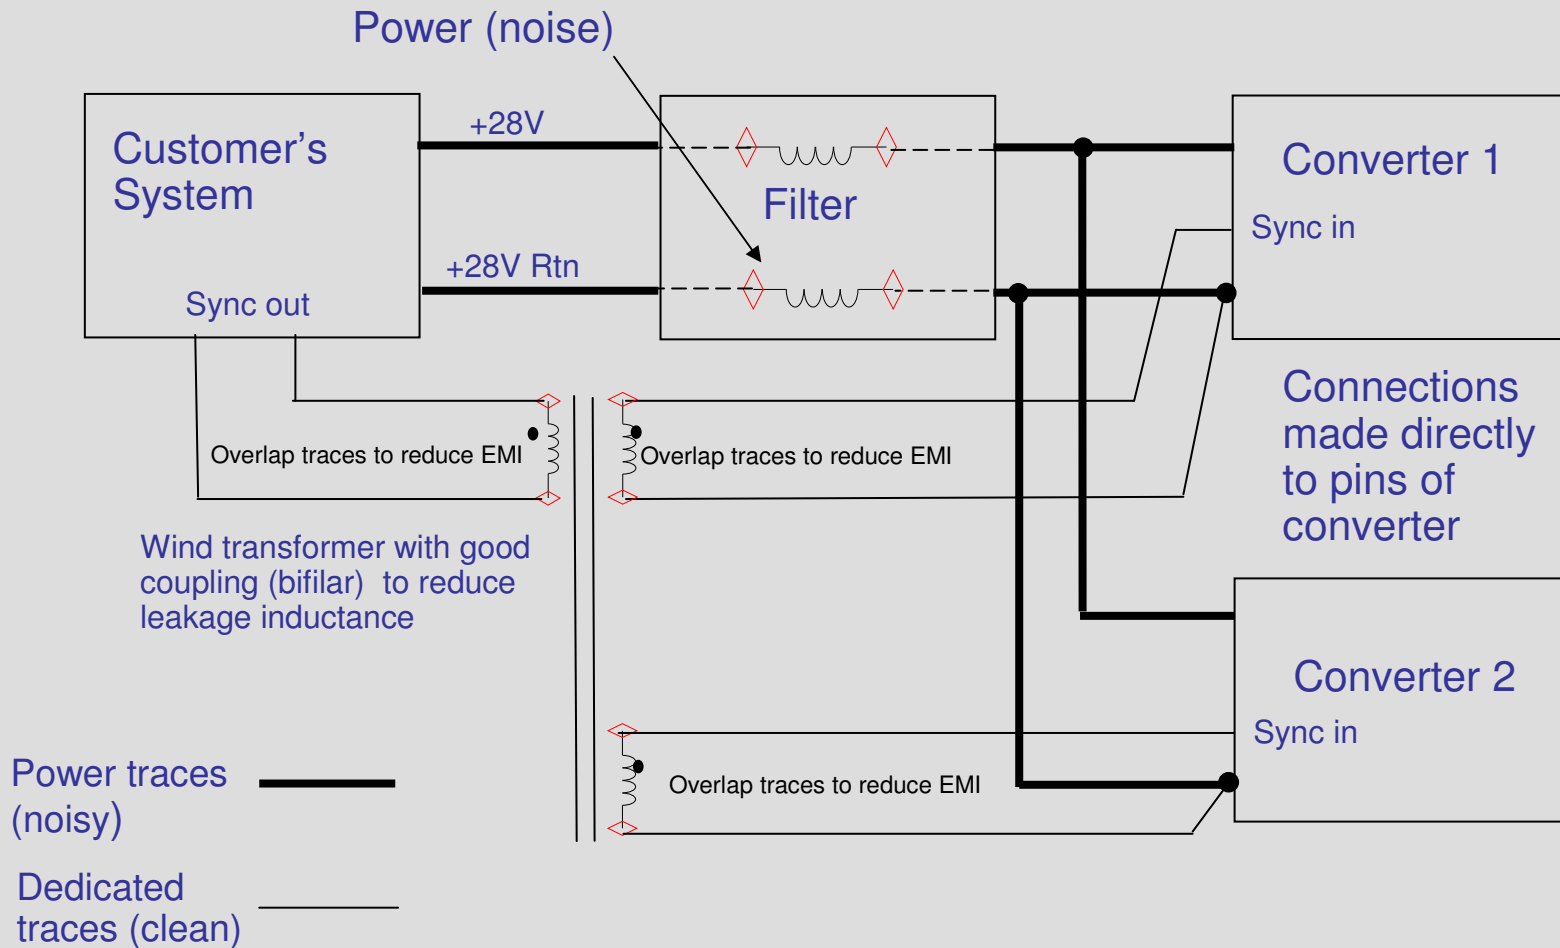 Power (noise)
Customer's
System
+28V
+28V Rtn
Sync out
Filter
Converter 1
Sync in
Overlap traces to reduce EMI
Overlap traces to reduce EMI
Connections
made directly
to pins of
converter
Wind transformer with good
coupling (bifilar)  to reduce
leakage inductance
Converter 2
Sync in
Overlap traces to reduce EMI
Power traces
(noisy)
Dedicated
traces (clean)